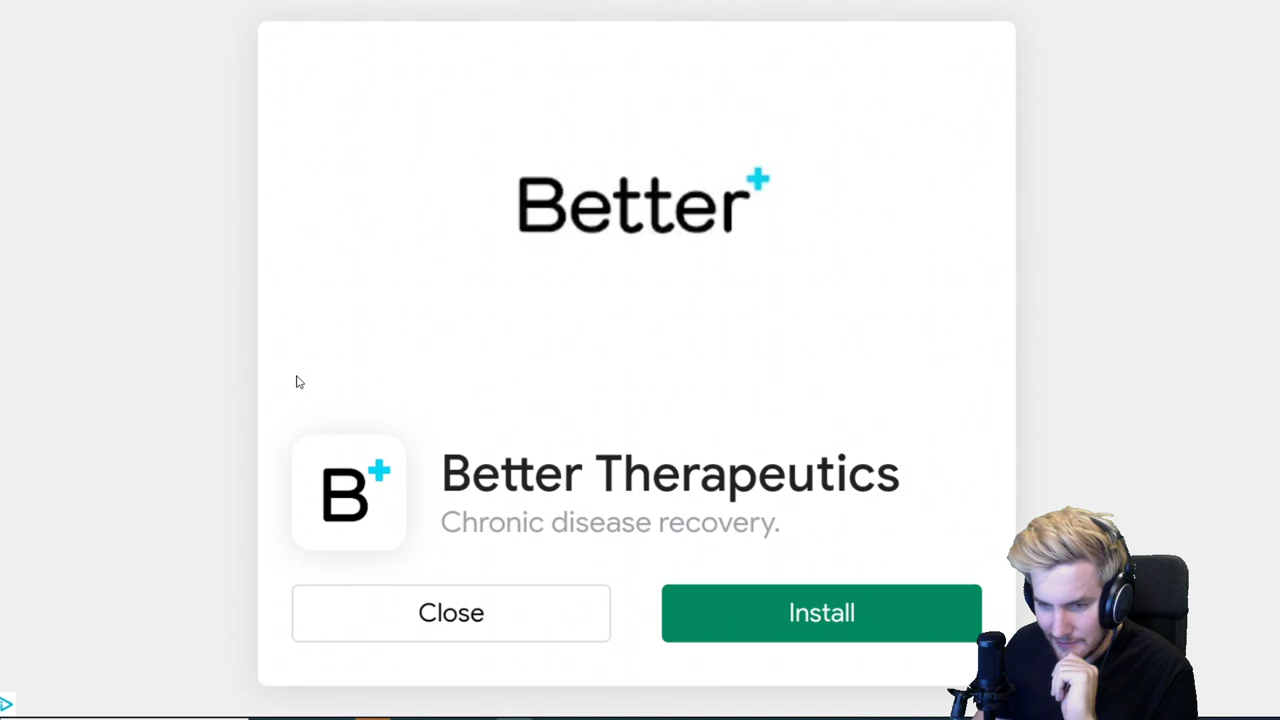 Better+
B+
Better Therapeutics
Chronic disease recovery.
Close
Install